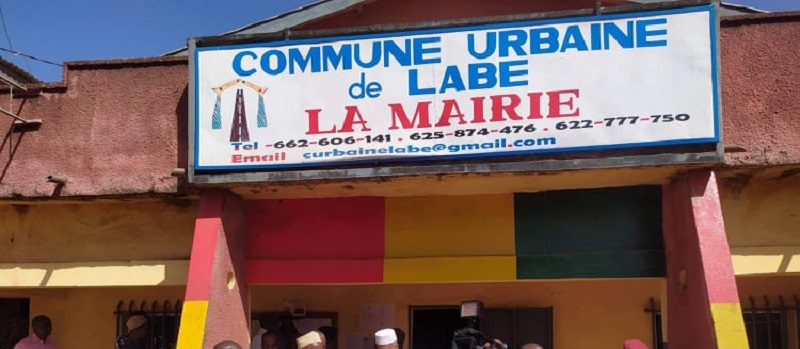 COMMUNE URBAINE
de LABE
LA MAIRIE
Tel -662-606-141 . 625-874-476 . 622-777-750
Email curbainelabe@gmail.com